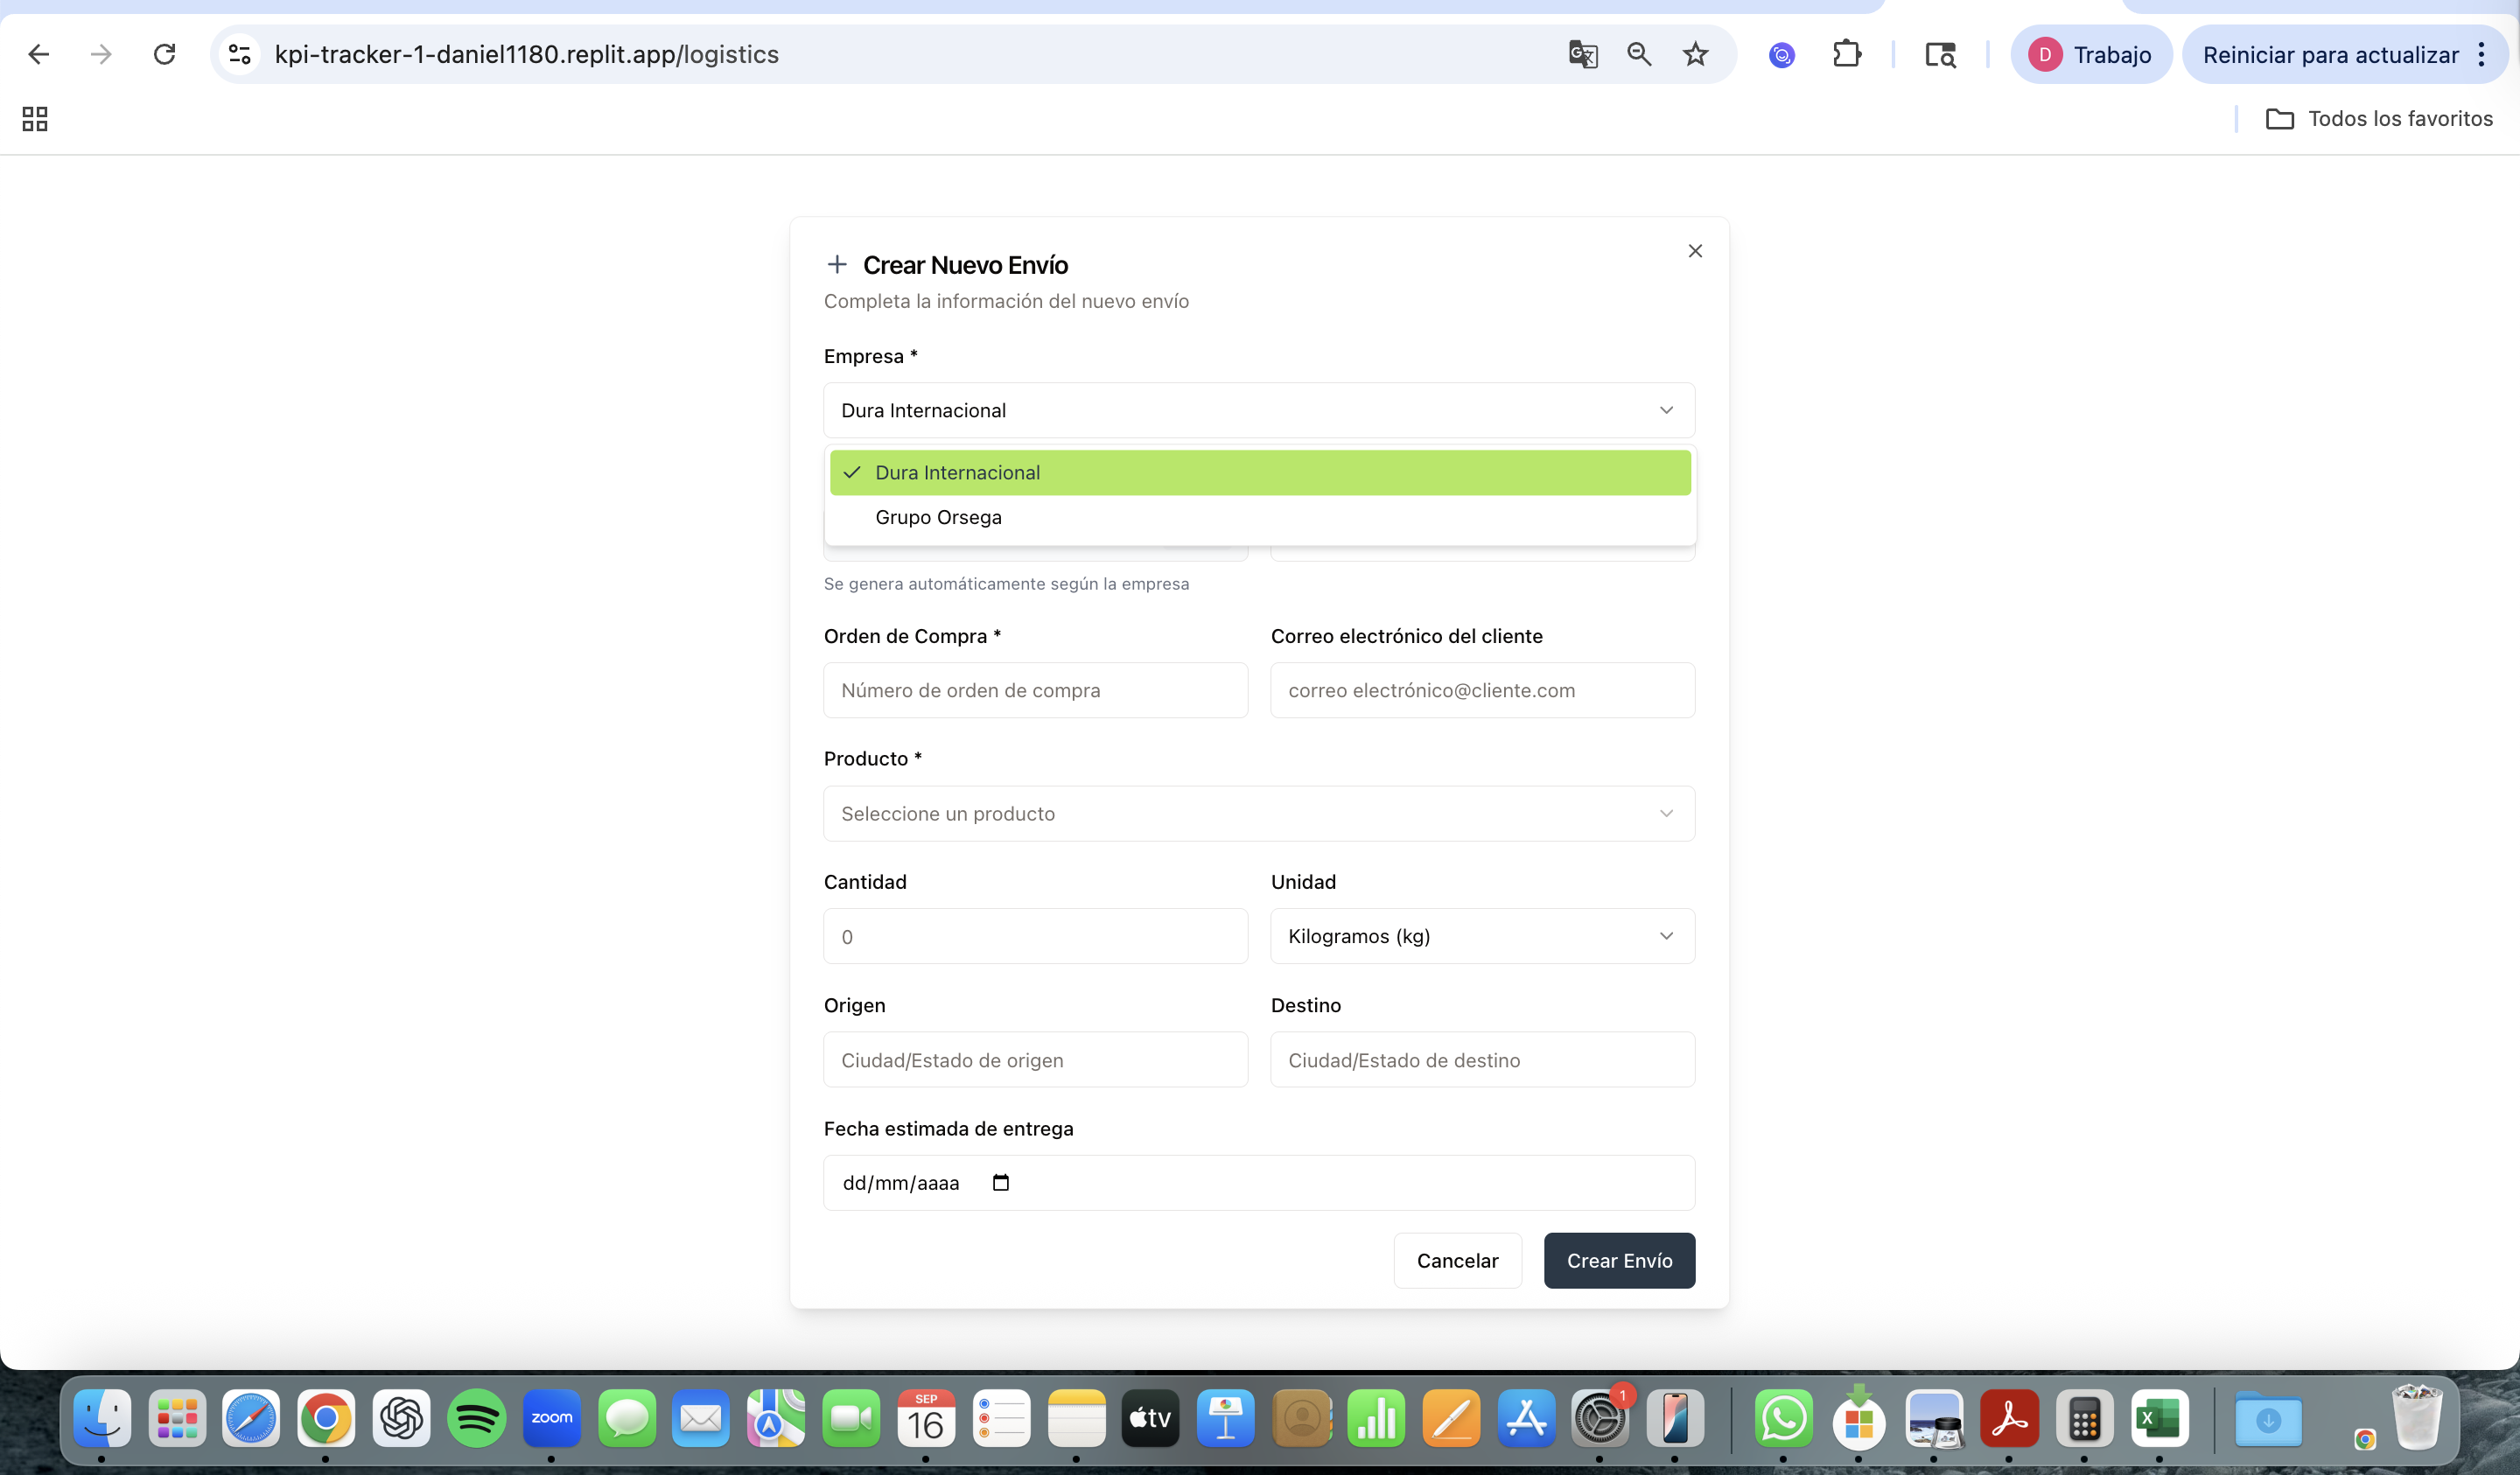 kpi-tracker-1-daniel1180.replit.app/logistics
D
Trabajo
Reiniciar para actualizar
Todos los favoritos
Crear Nuevo Envío
Completa la información del nuevo envío
Empresa *
Dura Internacional
Dura Internacional
Grupo Orsega
Se genera automáticamente según la empresa
Orden de Compra *
Correo electrónico del cliente
Número de orden de compra
correo electrónico@cliente.com
Producto *
Seleccione un producto
Cantidad
Unidad
0
Kilogramos (kg)
Origen
Destino
Ciudad/Estado de origen
Ciudad/Estado de destino
Fecha estimada de entrega
dd/mm/aaaa
Cancelar
Crear Envío
zoom
SEP
16
tv
1
X